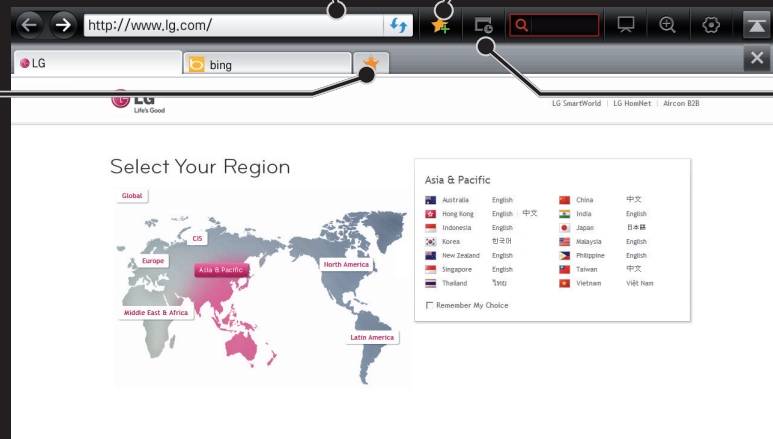 http://www.lg.com/
LG
bing
LG
Life's Good
LG SmartWorld | LG HomNet | Aircon B2B
Select Your Region
Global
CIS
Europe
Asia & Pacific
North America
Middle East & Africa
Latin America
Asia & Pacific
Australia English
China 中文
Hong Kong English 中文
India English
Indonesia English
Japan 日本語
Korea 한국어
Malaysia English
New Zealand English
Philippine English
Singapore English
Taiwan 中文
Thailand ไทย
Vietnam Việt Nam
Remember My Choice